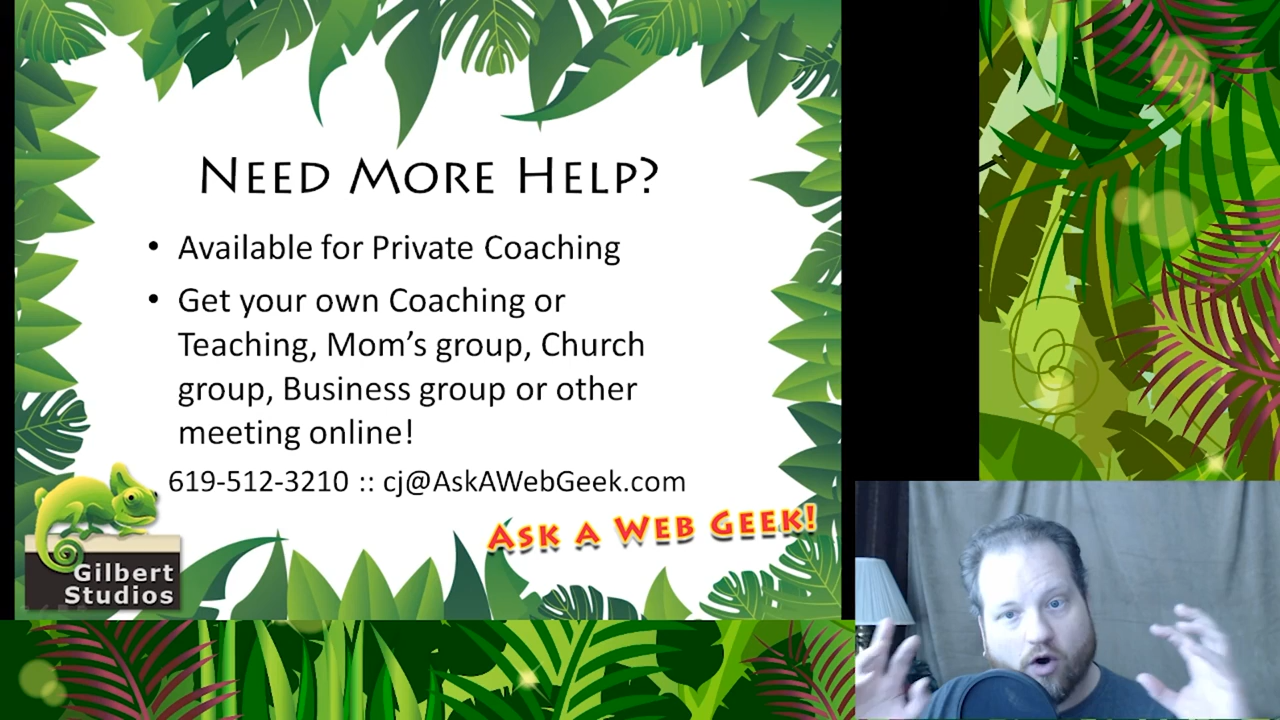 Need More Help?
• Available for Private Coaching
• Get your own Coaching or
Teaching, Mom’s group, Church
group, Business group or other
meeting online!
619-512-3210 :: cj@AskAWebGeek.com
Ask a Web Geek!
Gilbert
Studios